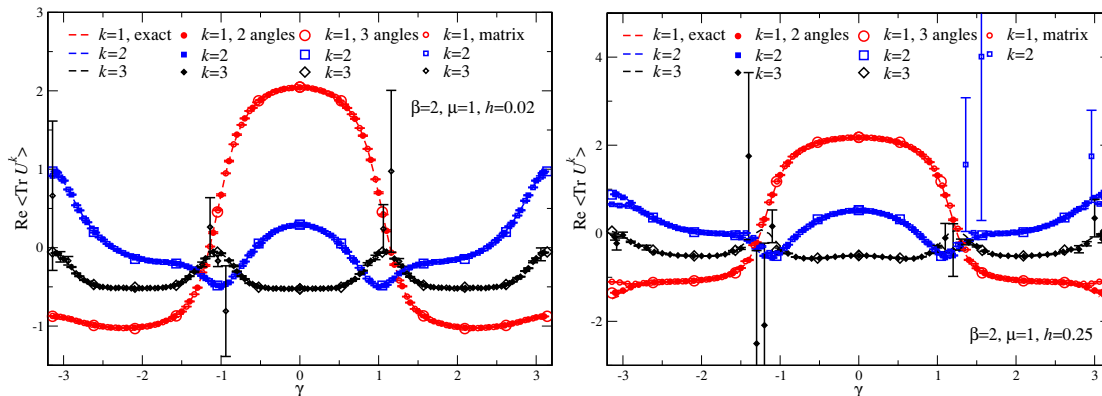 k=1, exact k=1, 2 angles k=1, 3 angles k=1, matrix
k=2 k=2 k=2 k=2
k=3 k=3 k=3 k=3
β=2, μ=1, h=0.02
Re <Tr U^k>
3
2
1
0
-1
-3 -2 -1 0 1 2 3
γ
k=1, exact k=1, 2 angles k=1, 3 angles k=1, matrix
k=2 k=2 k=2 k=2
k=3 k=3 k=3
β=2, μ=1, h=0.25
Re <Tr U^k>
4
2
0
-2
-3 -2 -1 0 1 2 3
γ